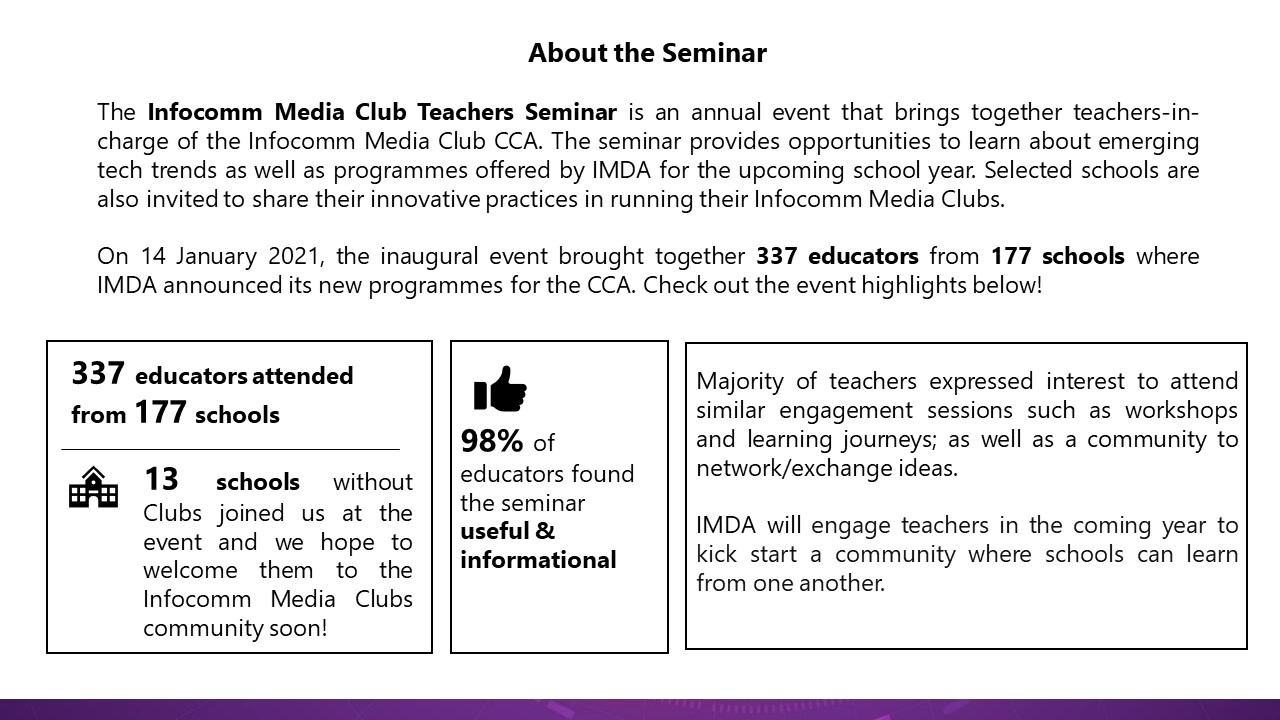 About the Seminar
The Infocomm Media Club Teachers Seminar is an annual event that brings together teachers-in-
charge of the Infocomm Media Club CCA. The seminar provides opportunities to learn about emerging
tech trends as well as programmes offered by IMDA for the upcoming school year. Selected schools are
also invited to share their innovative practices in running their Infocomm Media Clubs.
On 14 January 2021, the inaugural event brought together 337 educators from 177 schools where
IMDA announced its new programmes for the CCA. Check out the event highlights below!
337 educators attended
from 177 schools
13 schools without
Clubs joined us at the
event and we hope to
welcome them to the
Infocomm Media Clubs
community soon!
98% of
educators found
the seminar
useful &
informational
Majority of teachers expressed interest to attend
similar engagement sessions such as workshops
and learning journeys; as well as a community to
network/exchange ideas.
IMDA will engage teachers in the coming year to
kick start a community where schools can learn
from one another.